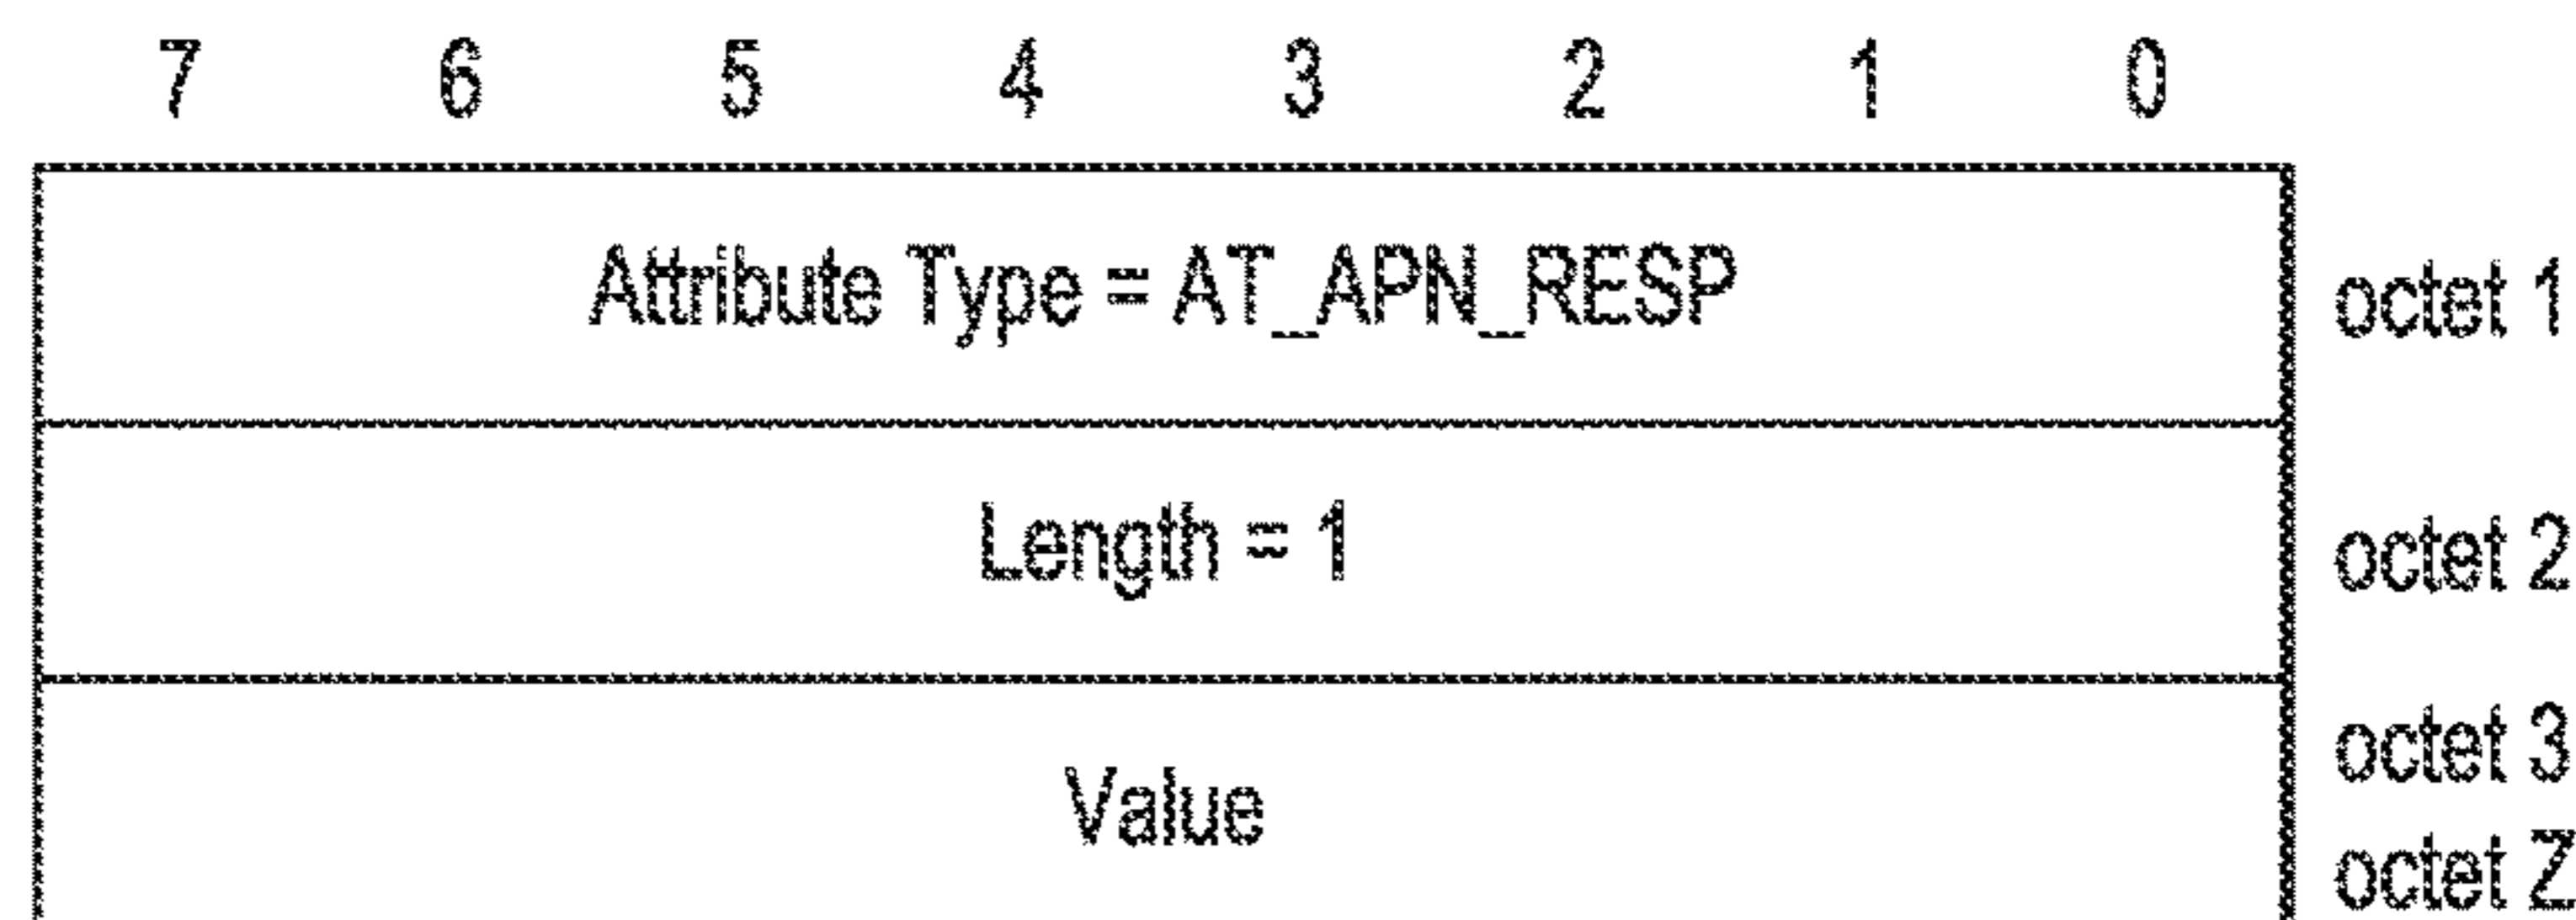 7 6 5 4 3 2 1 0
Attribute Type = AT_APN_RESP octet 1
Length = 1 octet 2
octet 3
Value
octet Z